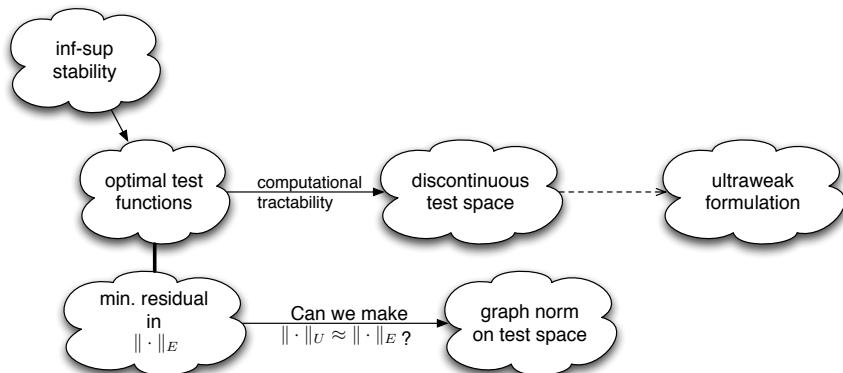 inf-sup
stability
optimal test
functions
computational
tractability
discontinuous
test space
ultraweak
formulation
min. residual
in
‖ · ‖_E
Can we make
‖ · ‖_U ≈ ‖ · ‖_E ?
graph norm
on test space